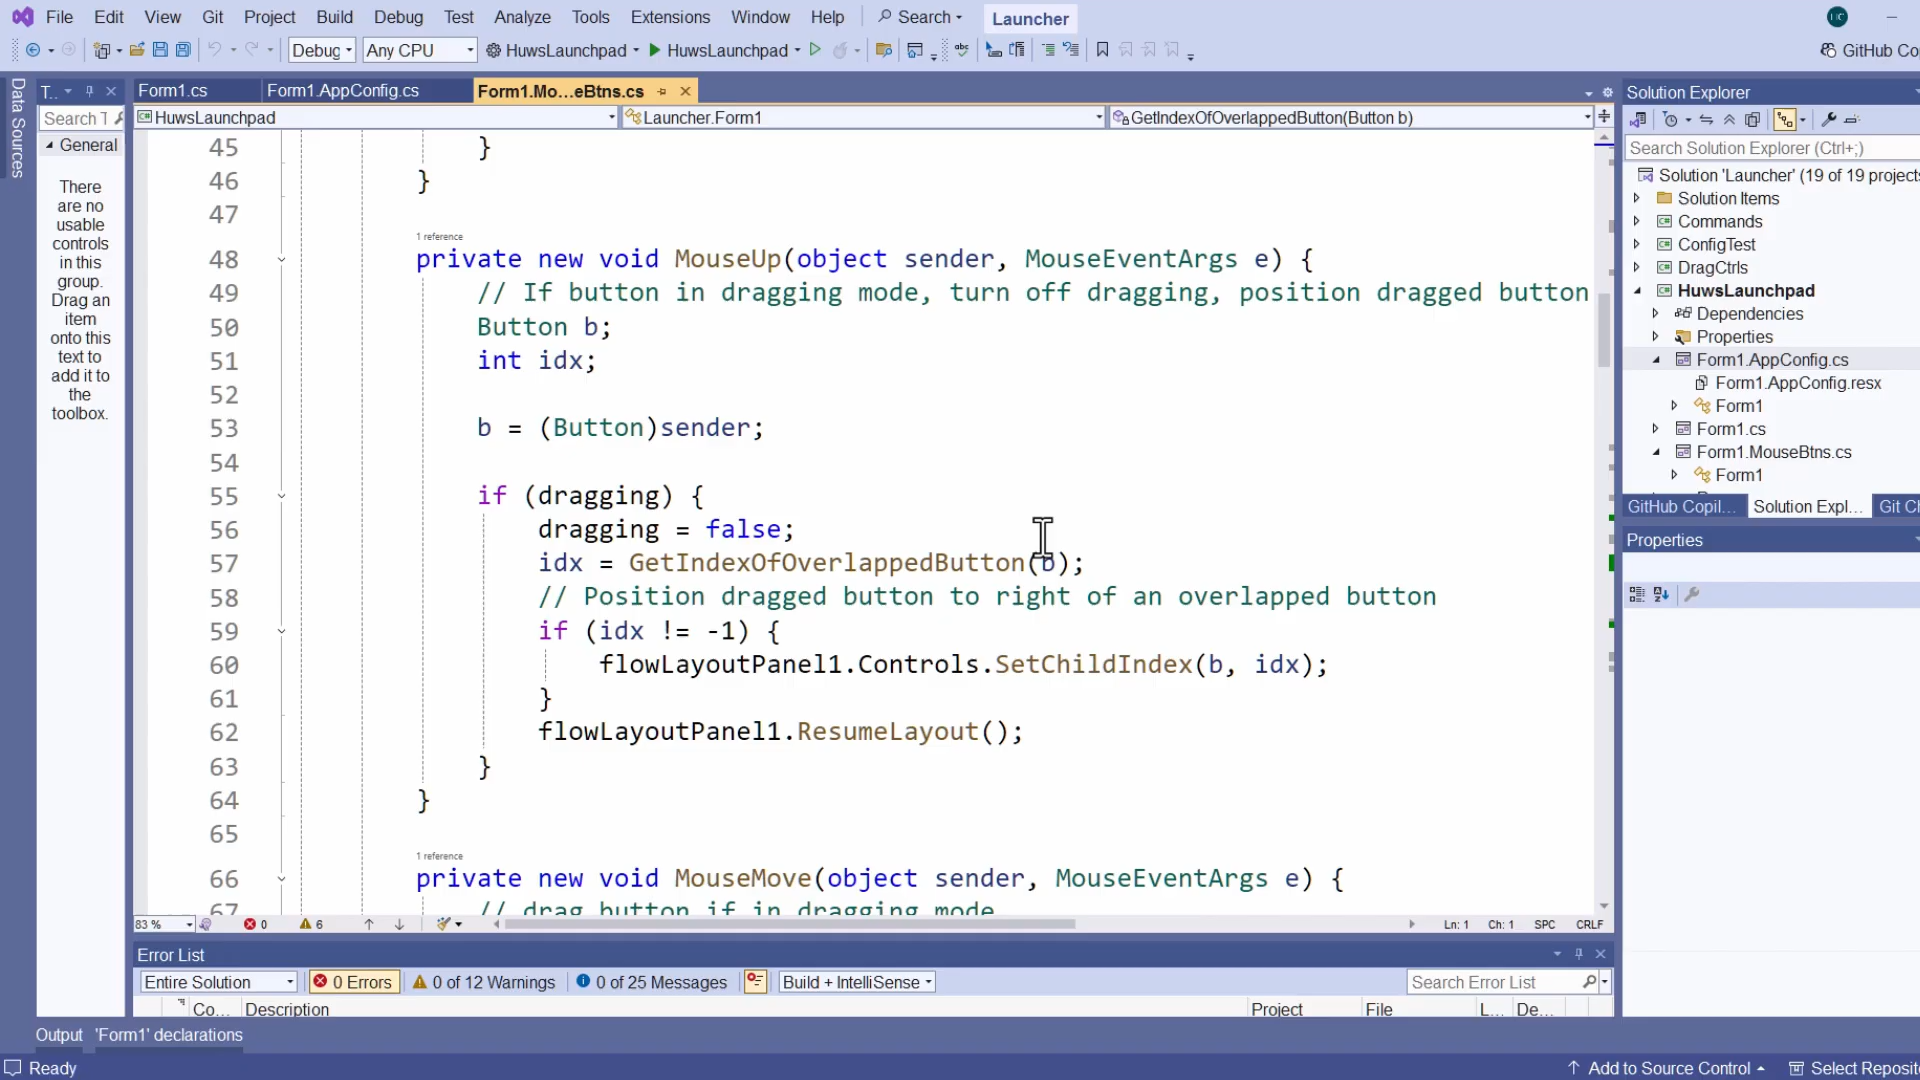 File Edit View Git Project Build Debug Test Analyze Tools Extensions Window Help Search Launcher HC
Debug Any CPU HuwsLaunchpad HuwsLaunchpad GitHub Co
Data Sources
T..
Search T
General
There
are no
usable
controls
in this
group.
Drag an
item
onto this
text to
add it to
the
toolbox.
Form1.cs Form1.AppConfig.cs Form1.Mo...eBtns.cs
HuwsLaunchpad Launcher.Form1 GetIndexOfOverlappedButton(Button b)
45 }
46 }
47
1 reference
48 private new void MouseUp(object sender, MouseEventArgs e) {
49 // If button in dragging mode, turn off dragging, position dragged button
50 Button b;
51 int idx;
52
53 b = (Button)sender;
54
55 if (dragging) {
56 dragging = false;
57 idx = GetIndexOfOverlappedButton(b);
58 // Position dragged button to right of an overlapped button
59 if (idx != -1) {
60 flowLayoutPanel1.Controls.SetChildIndex(b, idx);
61 }
62 flowLayoutPanel1.ResumeLayout();
63 }
64 }
65
1 reference
66 private new void MouseMove(object sender, MouseEventArgs e) {
67 // drag button if in dragging mode
83 % 0 6 Ln: 1 Ch: 1 SPC CRLF
Error List
Entire Solution 0 Errors 0 of 12 Warnings 0 of 25 Messages Build + IntelliSense Search Error List
Co... Description Project File L... De...
Output 'Form1' declarations
Ready Add to Source Control Select Reposit
Solution Explorer
Search Solution Explorer (Ctrl+;)
Solution 'Launcher' (19 of 19 projects
Solution Items
Commands
ConfigTest
DragCtrls
HuwsLaunchpad
Dependencies
Properties
Form1.AppConfig.cs
Form1.AppConfig.resx
Form1
Form1.cs
Form1.MouseBtns.cs
Form1
GitHub Copil... Solution Expl... Git C
Properties